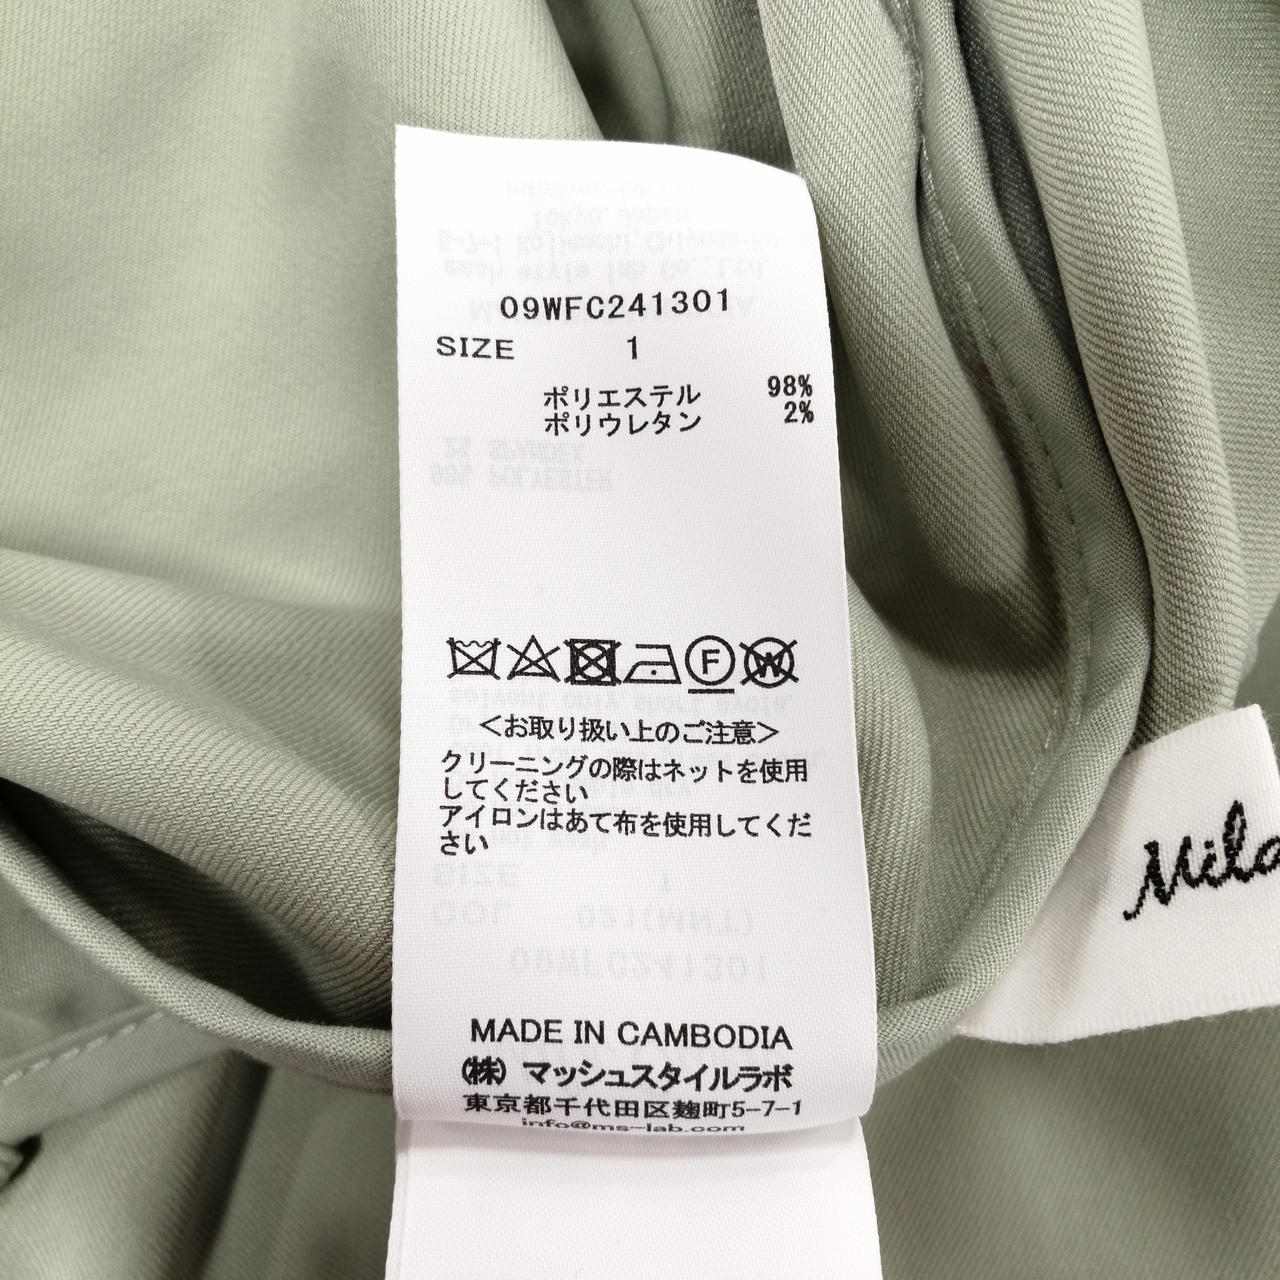 09WFC241301
SIZE 1
ポリエステル 98%
ポリウレタン 2%
F
W
<お取り扱い上のご注意>
クリーニングの際はネットを使用
してください
アイロンはあて布を使用してくだ
さい
MADE IN CAMBODIA
(株) マッシュスタイルラボ
東京都千代田区麹町5-7-1
info@ms-lab.com
Mila